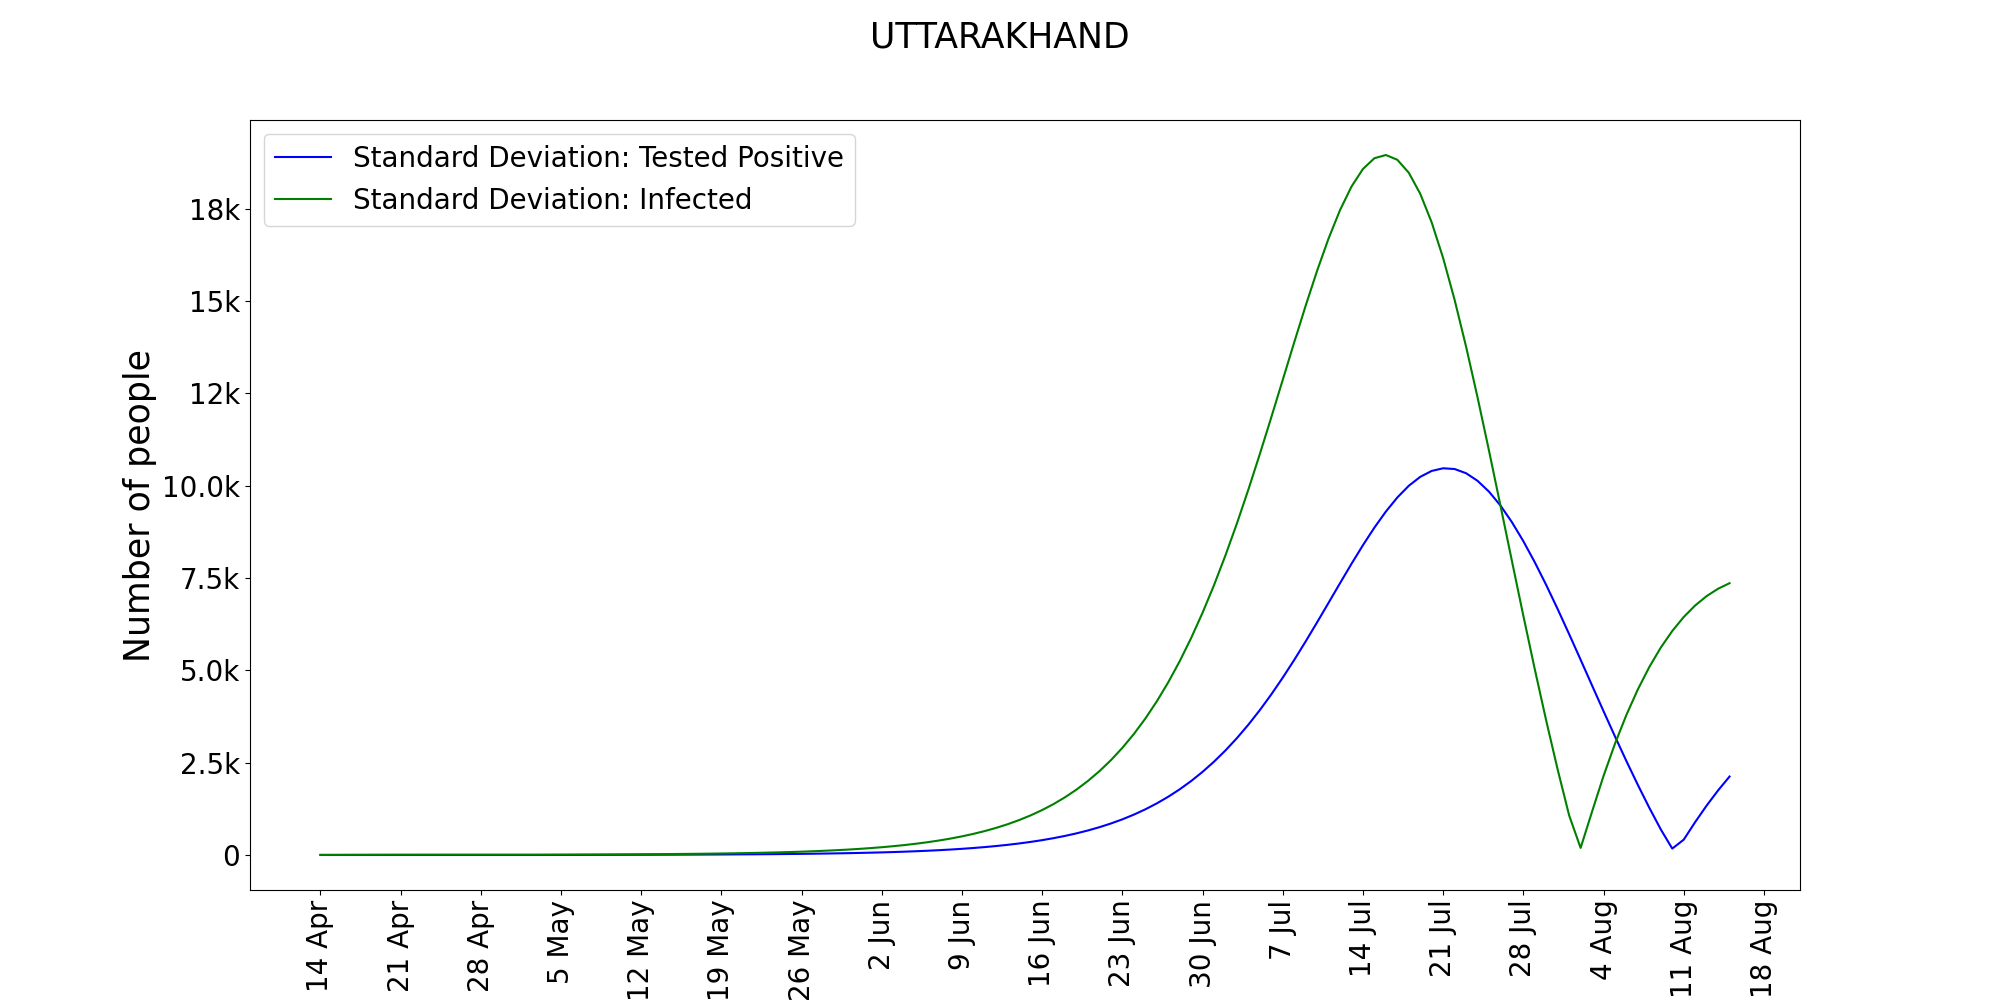 UTTARAKHAND
Standard Deviation: Tested Positive
Standard Deviation: Infected
Number of people
18k
15k
12k
10.0k
7.5k
5.0k
2.5k
0
14 Apr
21 Apr
28 Apr
5 May
12 May
19 May
26 May
2 Jun
9 Jun
16 Jun
23 Jun
30 Jun
7 Jul
14 Jul
21 Jul
28 Jul
4 Aug
11 Aug
18 Aug